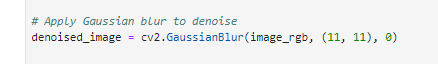 # Apply Gaussian blur to denoise
denoised_image = cv2.GaussianBlur(image_rgb, (11, 11), 0)